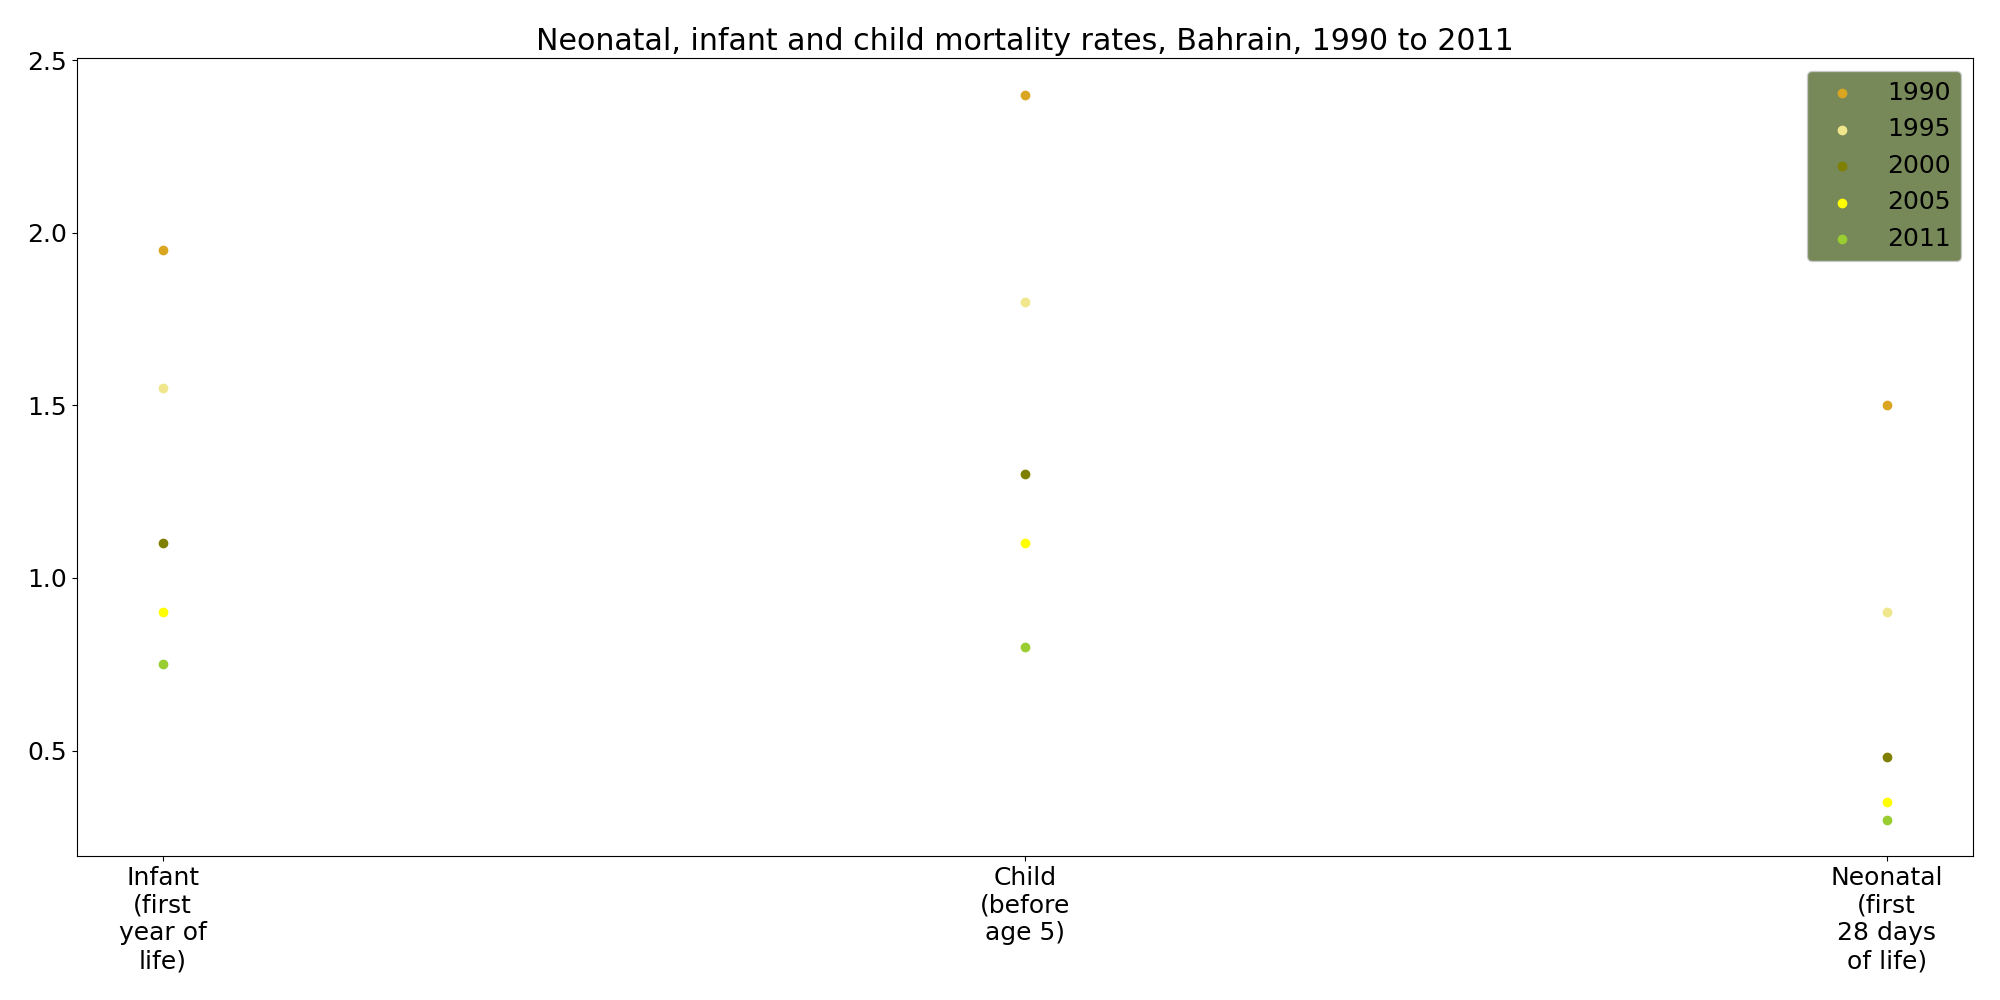 Neonatal, infant and child mortality rates, Bahrain, 1990 to 2011
2.5
2.0
1.5
1.0
0.5
1990
1995
2000
2005
2011
Infant
(first
year of
life)
Child
(before
age 5)
Neonatal
(first
28 days
of life)